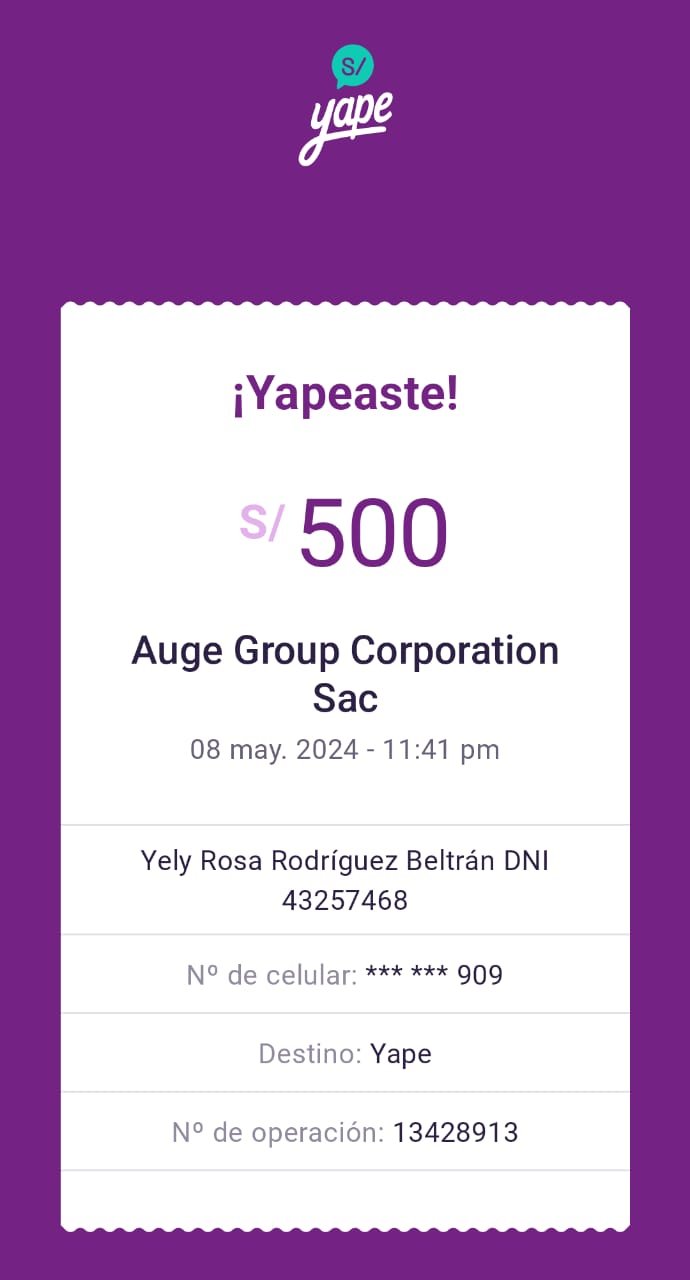 S/
yape
¡Yapeaste!
S/ 500
Auge Group Corporation
Sac
08 may. 2024 - 11:41 pm
Yely Rosa Rodríguez Beltrán DNI
43257468
Nº de celular: *** *** 909
Destino: Yape
Nº de operación: 13428913